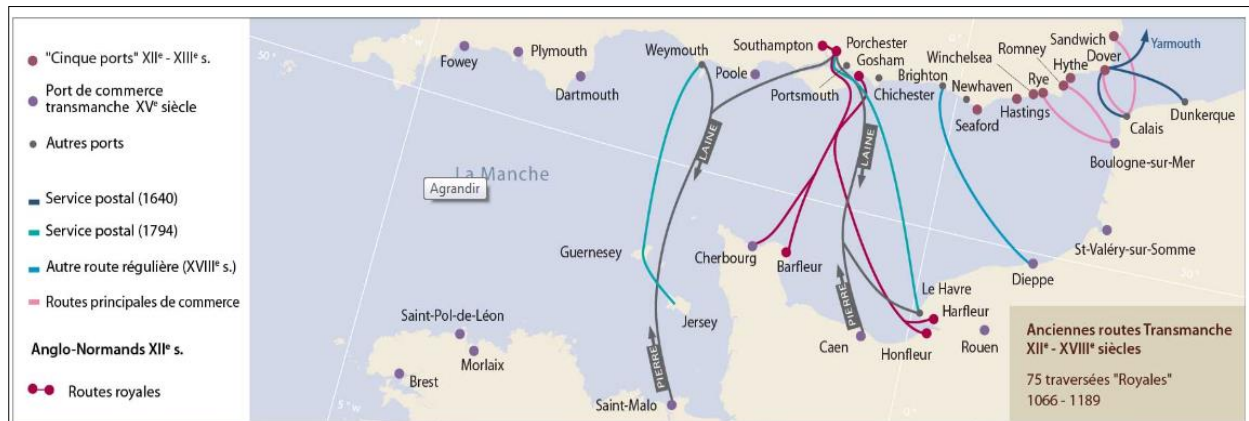 "Cinque ports" XIIᵉ - XIIIᵉ s.
Port de commerce
transmanche XVᵉ siècle
Autres ports
Service postal (1640)
Service postal (1794)
Autre route régulière (XVIIIᵉ s.)
Routes principales de commerce
Anglo-Normands XIIᵉ s.
Routes royales
50 °
Fowey
Plymouth
Dartmouth
Weymouth
Poole
Southampton
Porchester
Gosham
Portsmouth
Chichester
Brighton
Newhaven
Seaford
Hastings
Winchelsea
Rye
Romney
Hythe
Sandwich
Dover
Yarmouth
Calais
Dunkerque
Boulogne-sur-Mer
St-Valéry-sur-Somme
Dieppe
La Manche
Agrandir
LAINE
LAINE
PIERRE
PIERRE
Guernesey
Jersey
Cherbourg
Barfleur
Le Havre
Harfleur
Honfleur
Rouen
Caen
Saint-Pol-de-Léon
Morlaix
Brest
Saint-Malo
5 ° w
0 °
Anciennes routes Transmanche
XIIᵉ - XVIIIᵉ siècles
75 traversées "Royales"
1066 - 1189